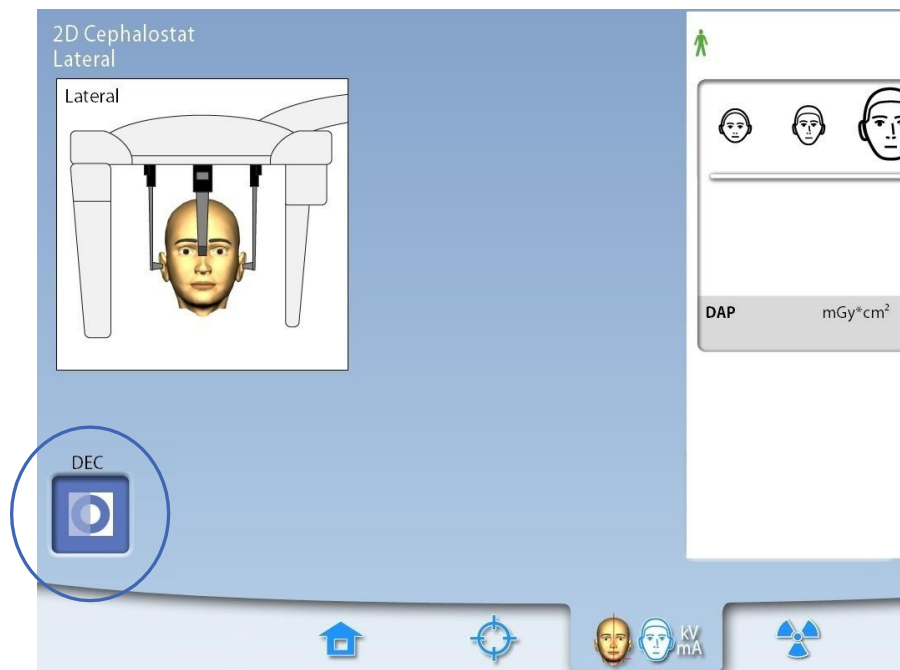 2D Cephalostat
Lateral
Lateral
DAP mGy*cm²
DEC
kV
mA